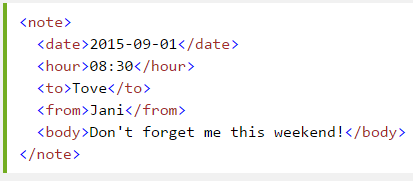 <note>
  <date>2015-09-01</date>
  <hour>08:30</hour>
  <to>Tove</to>
  <from>Jani</from>
  <body>Don't forget me this weekend!</body>
</note>